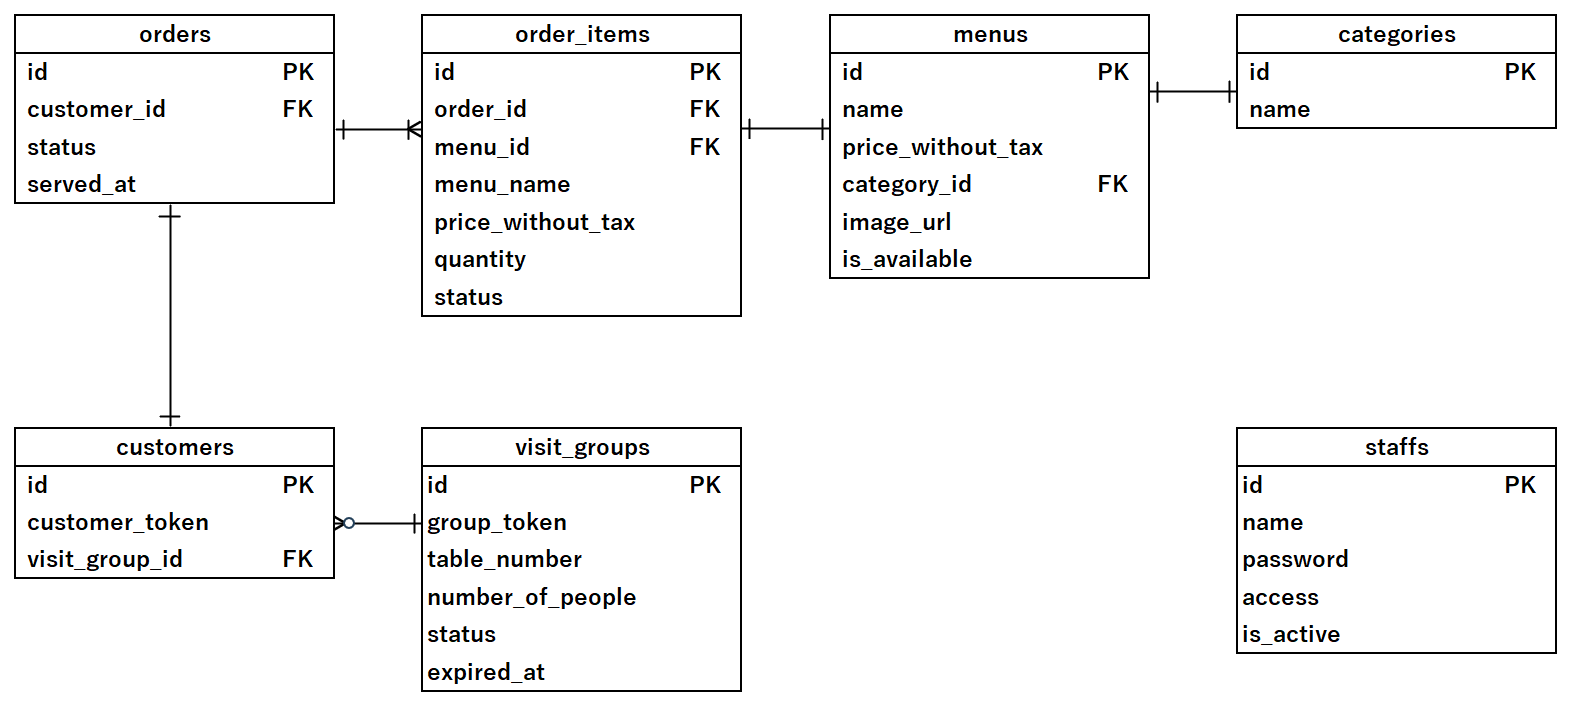 orders
id PK
customer_id FK
status
served_at
order_items
id PK
order_id FK
menu_id FK
menu_name
price_without_tax
quantity
status
menus
id PK
name
price_without_tax
category_id FK
image_url
is_available
categories
id PK
name
customers
id PK
customer_token
visit_group_id FK
visit_groups
id PK
group_token
table_number
number_of_people
status
expired_at
staffs
id PK
name
password
access
is_active